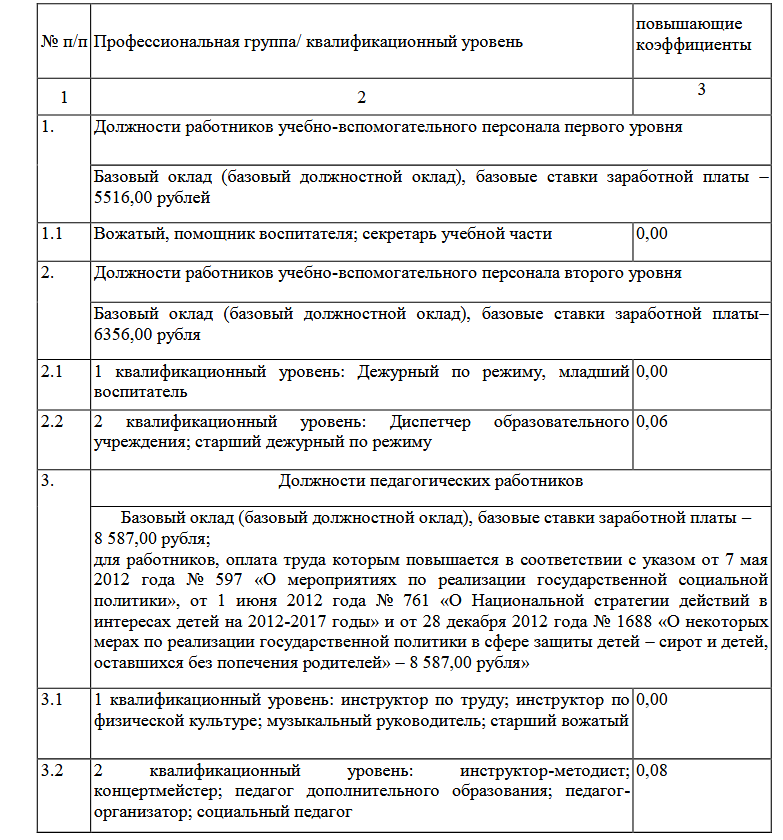 № п/п Профессиональная группа/ квалификационный уровень
повышающие
коэффициенты
1 2 3
1. Должности работников учебно-вспомогательного персонала первого уровня
Базовый оклад (базовый должностной оклад), базовые ставки заработной платы –
5516,00 рублей
1.1 Вожатый, помощник воспитателя; секретарь учебной части 0,00
2. Должности работников учебно-вспомогательного персонала второго уровня
Базовый оклад (базовый должностной оклад), базовые ставки заработной платы–
6356,00 рубля
2.1 1 квалификационный уровень: Дежурный по режиму, младший 0,00
воспитатель
2.2 2 квалификационный уровень: Диспетчер образовательного 0,06
учреждения; старший дежурный по режиму
3. Должности педагогических работников
Базовый оклад (базовый должностной оклад), базовые ставки заработной платы –
8 587,00 рубля;
для работников, оплата труда которым повышается в соответствии с указом от 7 мая
2012 года № 597 «О мероприятиях по реализации государственной социальной
политики», от 1 июня 2012 года № 761 «О Национальной стратегии действий в
интересах детей на 2012-2017 годы» и от 28 декабря 2012 года № 1688 «О некоторых
мерах по реализации государственной политики в сфере защиты детей – сирот и детей,
оставшихся без попечения родителей» – 8 587,00 рубля»
3.1 1 квалификационный уровень: инструктор по труду; инструктор по 0,00
физической культуре; музыкальный руководитель; старший вожатый
3.2 2 квалификационный уровень: инструктор-методист; 0,08
концертмейстер; педагог дополнительного образования; педагог-
организатор; социальный педагог